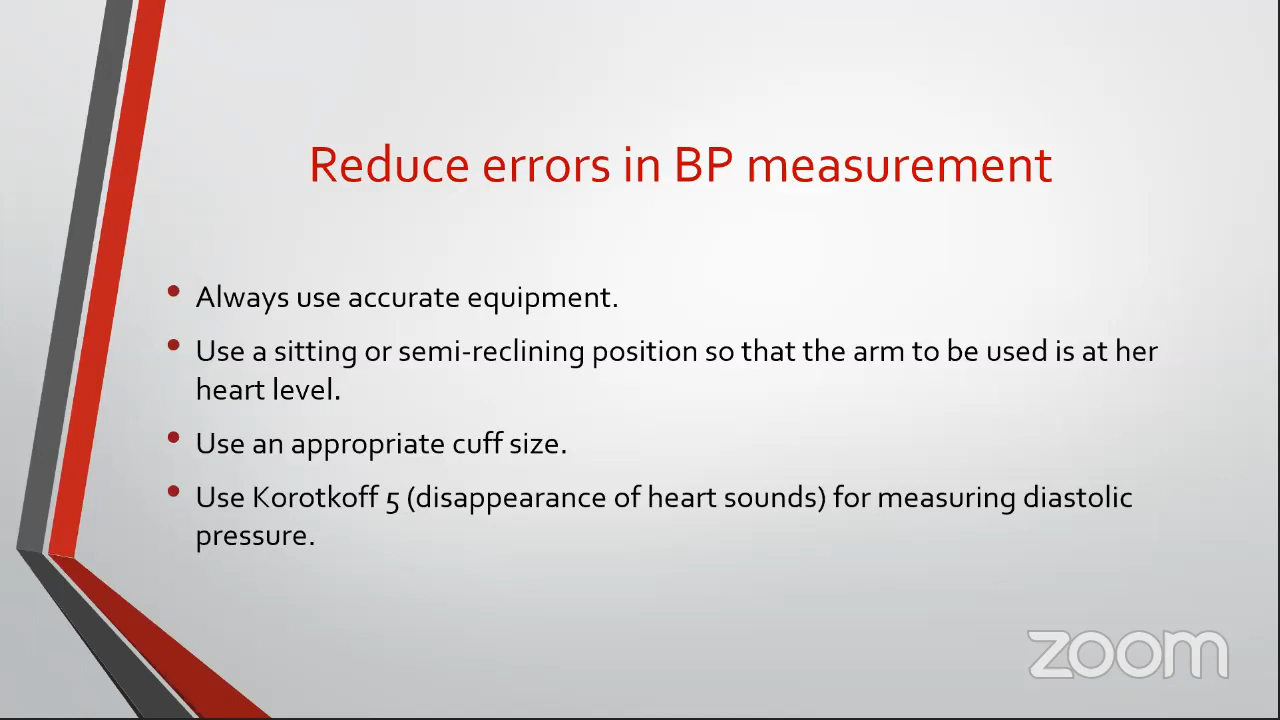 Reduce errors in BP measurement
• Always use accurate equipment.
• Use a sitting or semi-reclining position so that the arm to be used is at her
heart level.
• Use an appropriate cuff size.
• Use Korotkoff 5 (disappearance of heart sounds) for measuring diastolic
pressure.
zoom